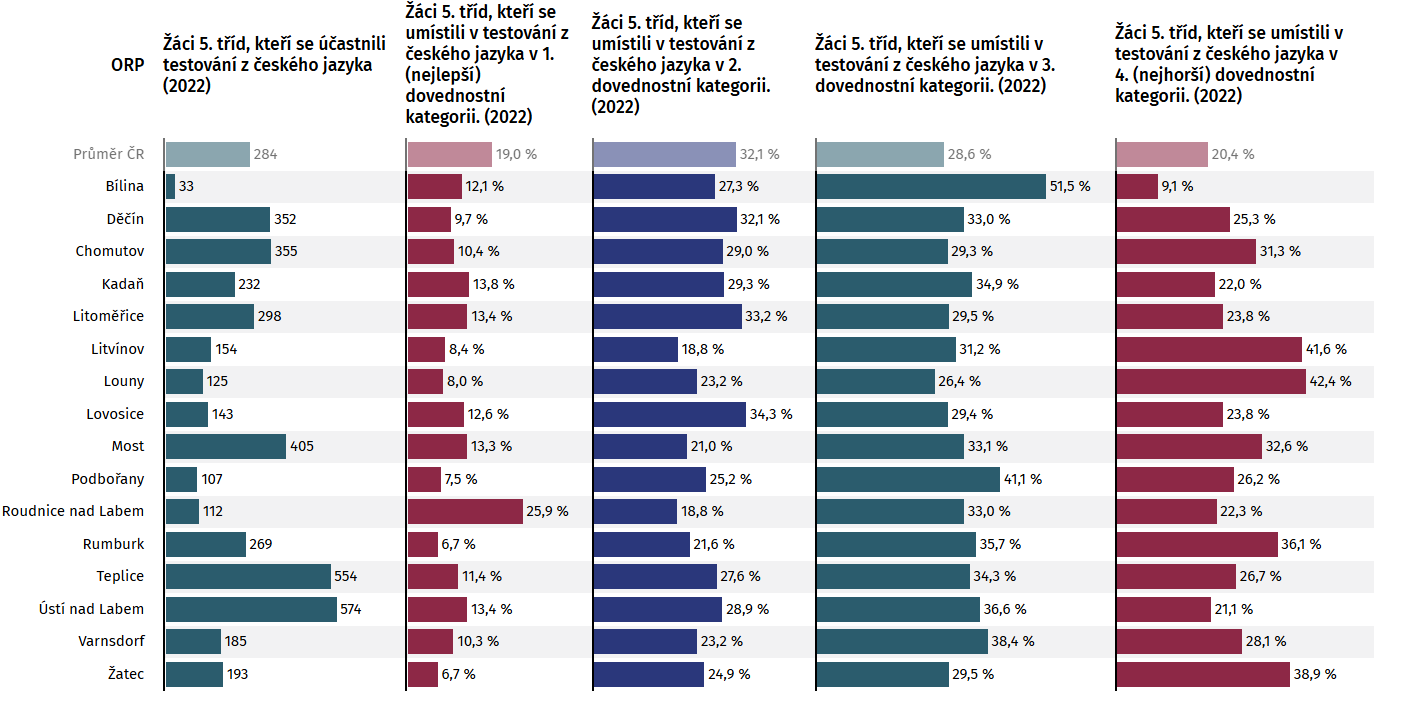 ORP
Žáci 5. tříd, kteří se účastnili
testování z českého jazyka
(2022)
Žáci 5. tříd, kteří se
umístili v testování z
českého jazyka v 1.
(nejlepší)
dovednostní
kategorii. (2022)
Žáci 5. tříd, kteří se
umístili v testování z
českého jazyka v 2.
dovednostní kategorii.
(2022)
Žáci 5. tříd, kteří se umístili v
testování z českého jazyka v 3.
dovednostní kategorii. (2022)
Žáci 5. tříd, kteří se umístili v
testování z českého jazyka v
4. (nejhorší) dovednostní
kategorii. (2022)
Průměr ČR 284 19,0 % 32,1 % 28,6 % 20,4 %
Bílina 33 12,1 % 27,3 % 51,5 % 9,1 %
Děčín 352 9,7 % 32,1 % 33,0 % 25,3 %
Chomutov 355 10,4 % 29,0 % 29,3 % 31,3 %
Kadaň 232 13,8 % 29,3 % 34,9 % 22,0 %
Litoměřice 298 13,4 % 33,2 % 29,5 % 23,8 %
Litvínov 154 8,4 % 18,8 % 31,2 % 41,6 %
Louny 125 8,0 % 23,2 % 26,4 % 42,4 %
Lovosice 143 12,6 % 34,3 % 29,4 % 23,8 %
Most 405 13,3 % 21,0 % 33,1 % 32,6 %
Podbořany 107 7,5 % 25,2 % 41,1 % 26,2 %
Roudnice nad Labem 112 25,9 % 18,8 % 33,0 % 22,3 %
Rumburk 269 6,7 % 21,6 % 35,7 % 36,1 %
Teplice 554 11,4 % 27,6 % 34,3 % 26,7 %
Ústí nad Labem 574 13,4 % 28,9 % 36,6 % 21,1 %
Varnsdorf 185 10,3 % 23,2 % 38,4 % 28,1 %
Žatec 193 6,7 % 24,9 % 29,5 % 38,9 %